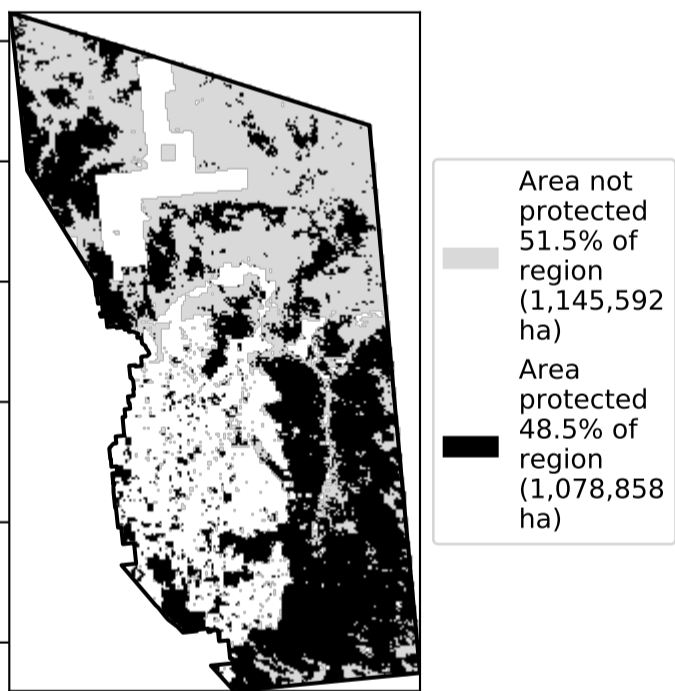 Area not
protected
51.5% of
region
(1,145,592
ha)
Area
protected
48.5% of
region
(1,078,858
ha)